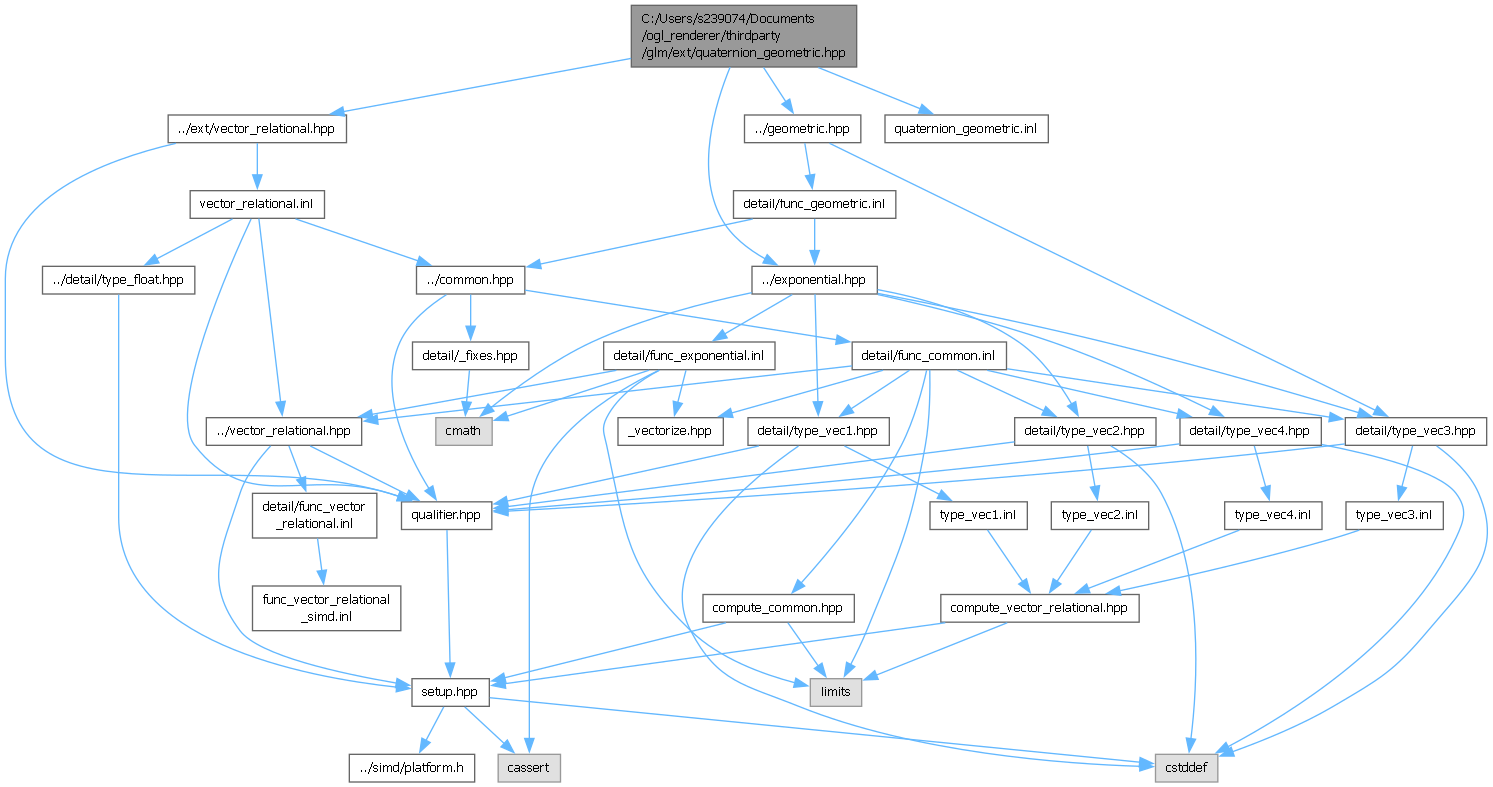 C:/Users/s239074/Documents
/ogl_renderer/thirdparty
/glm/ext/quaternion_geometric.hpp
../ext/vector_relational.hpp
../geometric.hpp
quaternion_geometric.inl
vector_relational.inl
detail/func_geometric.inl
../detail/type_float.hpp
../common.hpp
../exponential.hpp
detail/_fixes.hpp
detail/func_exponential.inl
detail/func_common.inl
../vector_relational.hpp
cmath
_vectorize.hpp
detail/type_vec1.hpp
detail/type_vec2.hpp
detail/type_vec4.hpp
detail/type_vec3.hpp
detail/func_vector
_relational.inl
qualifier.hpp
type_vec1.inl
type_vec2.inl
type_vec4.inl
type_vec3.inl
func_vector_relational
_simd.inl
compute_common.hpp
compute_vector_relational.hpp
setup.hpp
limits
../simd/platform.h
cassert
cstddef